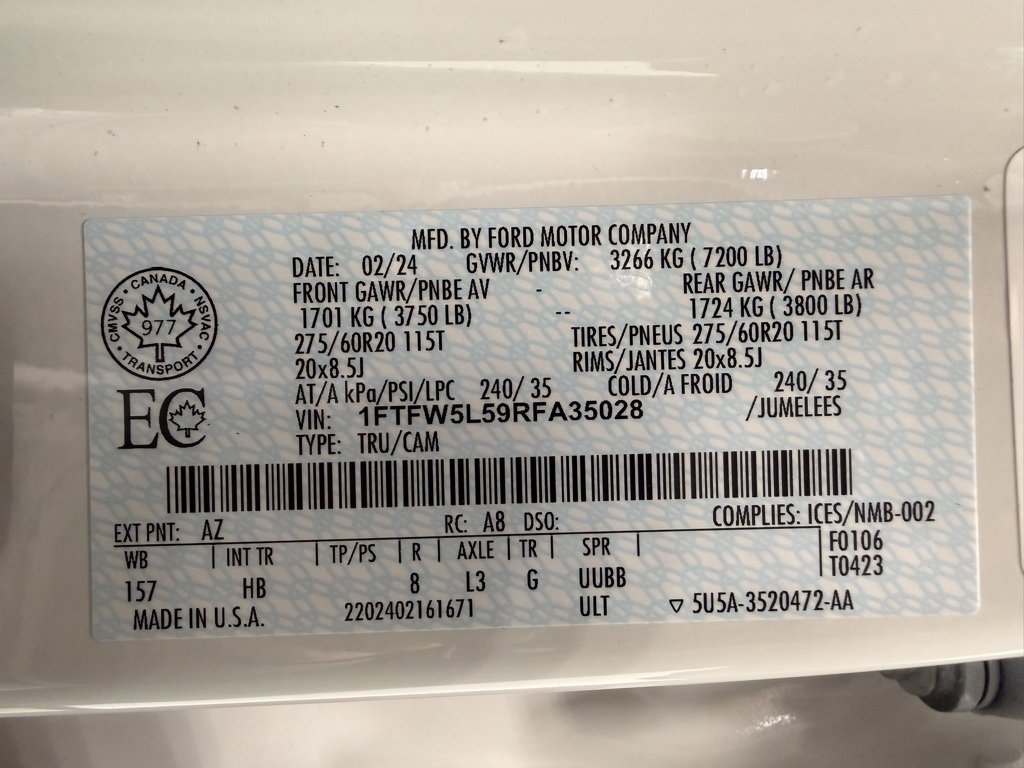 MFD. BY FORD MOTOR COMPANY
DATE: 02/24 GVWR/PNBV: 3266 KG ( 7200 LB)
FRONT GAWR/PNBE AV - REAR GAWR/ PNBE AR
1701 KG ( 3750 LB) -- 1724 KG ( 3800 LB)
275/60R20 115T TIRES/PNEUS 275/60R20 115T
20x8.5J RIMS/JANTES 20x8.5J
AT/A kPa/PSI/LPC 240/ 35 COLD/A FROID 240/ 35
VIN: 1FTFW5L59RFA35028 /JUMELEES
TYPE: TRU/CAM
CANADA
CMVSS NSVAC
977
TRANSPORT
EC
EXT PNT: AZ RC: A8 DSO: COMPLIES: ICES/NMB-002
WB | INT TR | TP/PS | R | AXLE | TR | SPR | F0106
T0423
157 HB 8 L3 G UUBB
MADE IN U.S.A. 2202402161671 ULT ▽ 5U5A-3520472-AA